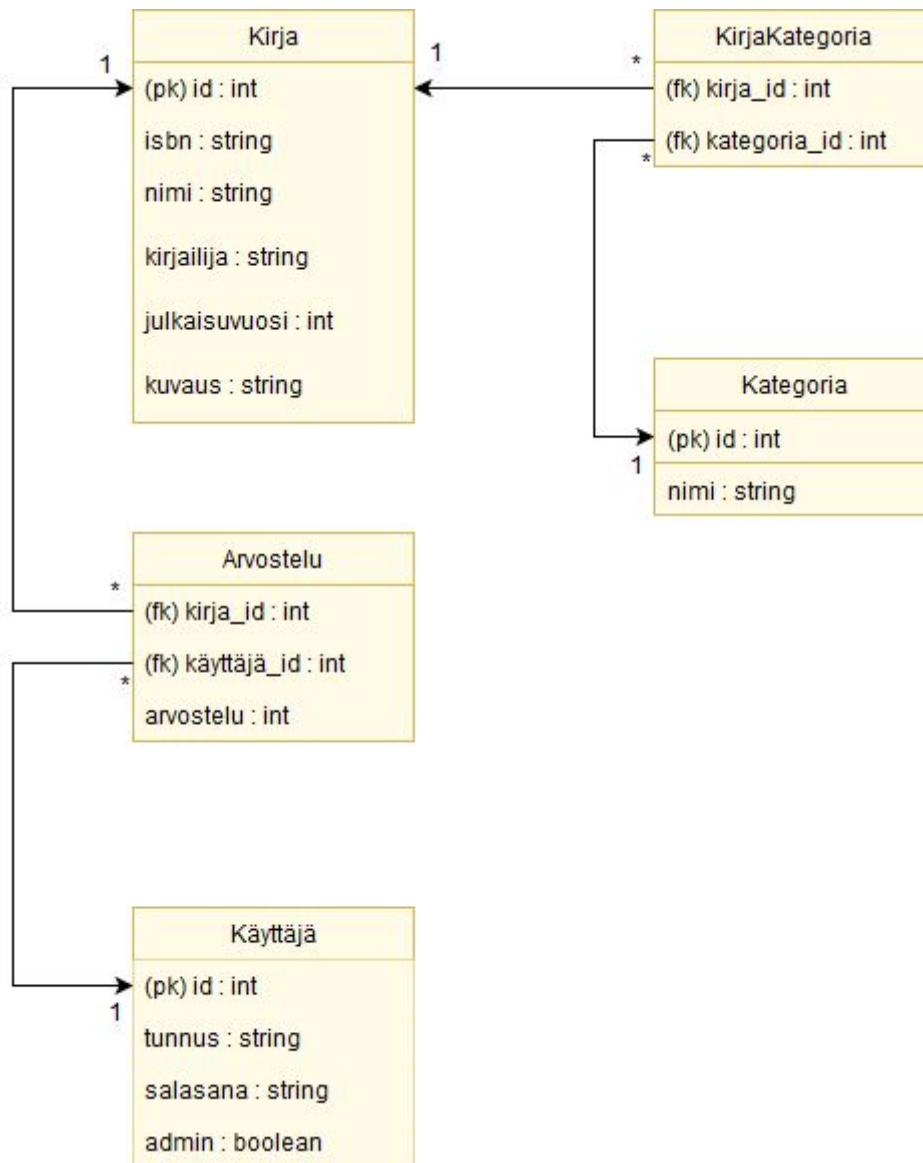 Kirja
(pk) id : int
isbn : string
nimi : string
kirjailija : string
julkaisuvuosi : int
kuvaus : string
1
1
*
KirjaKategoria
(fk) kirja_id : int
(fk) kategoria_id : int
*
Kategoria
(pk) id : int
nimi : string
1
Arvostelu
(fk) kirja_id : int
(fk) käyttäjä_id : int
arvostelu : int
*
*
Käyttäjä
(pk) id : int
tunnus : string
salasana : string
admin : boolean
1